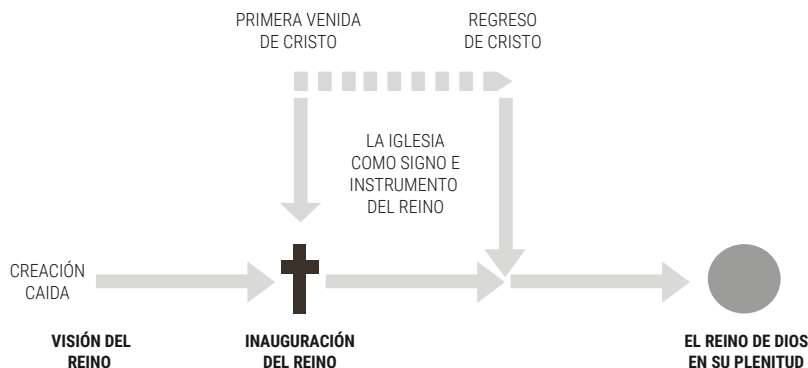 PRIMERA VENIDA
DE CRISTO
REGRESO
DE CRISTO
LA IGLESIA
COMO SIGNO E
INSTRUMENTO
DEL REINO
CREACIÓN
CAIDA
VISIÓN DEL
REINO
INAUGURACIÓN
DEL REINO
EL REINO DE DIOS
EN SU PLENITUD